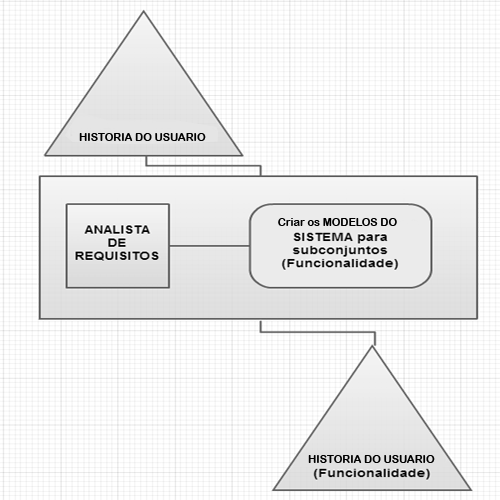 HISTORIA DO USUARIO
ANALISTA
DE
REQUISITOS
Criar os MODELOS DO
SISTEMA para
subconjuntos
(Funcionalidade)
HISTORIA DO USUARIO
(Funcionalidade)